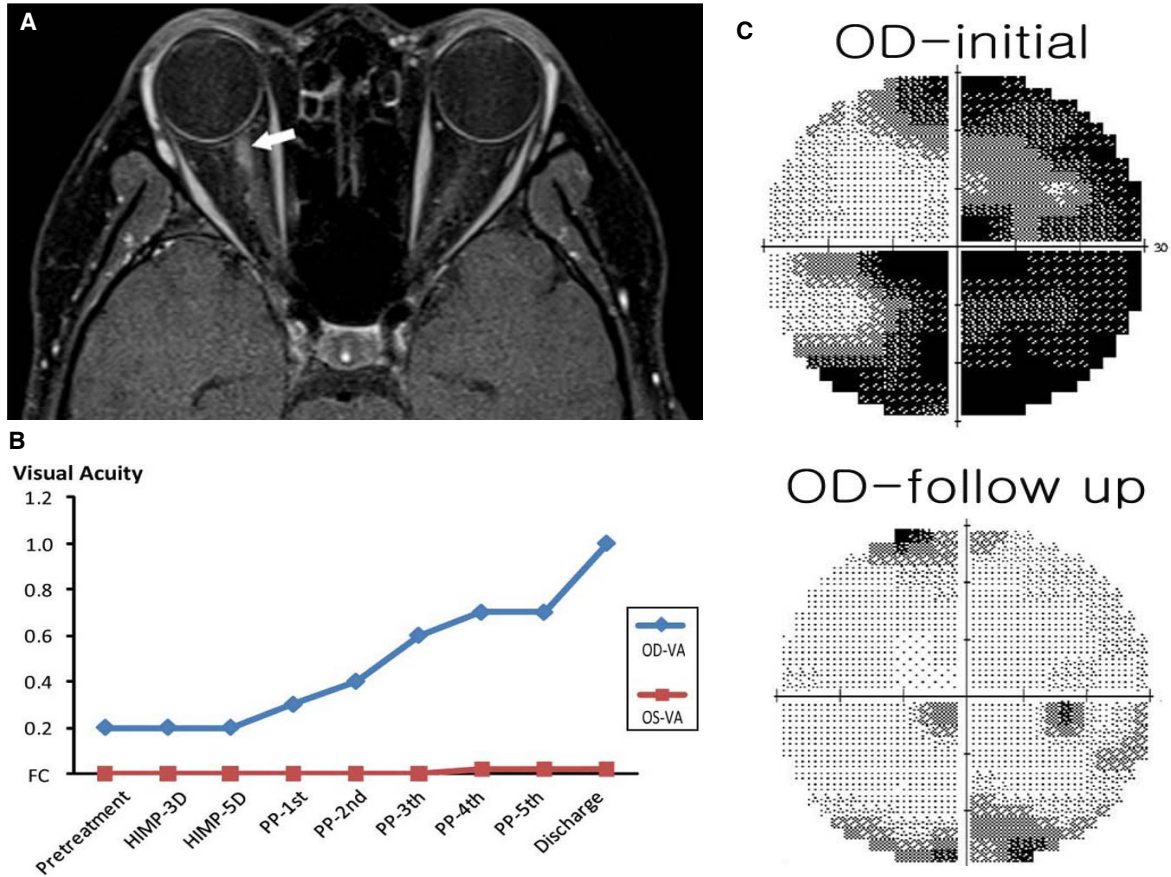 A
B
Visual Acuity
1.2
1.0
0.8
0.6
0.4
0.2
FC
Pretreatment
HIMP-3D
HIMP-5D
PP-1st
PP-2nd
PP-3th
PP-4th
PP-5th
Discharge
OD-VA
OS-VA
C
OD-initial
30
OD-follow up